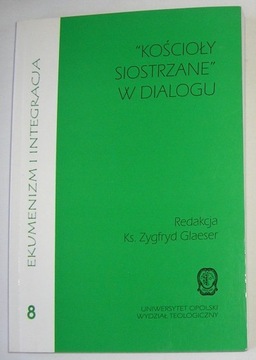 "KOŚCIOŁY
SIOSTRZANE"
W DIALOGU
EKUMENIZM I INTEGRACJA
8
Redakcja
Ks. Zygfryd Glaeser
UNIWERSYTET OPOLSKI
WYDZIAŁ TEOLOGICZNY